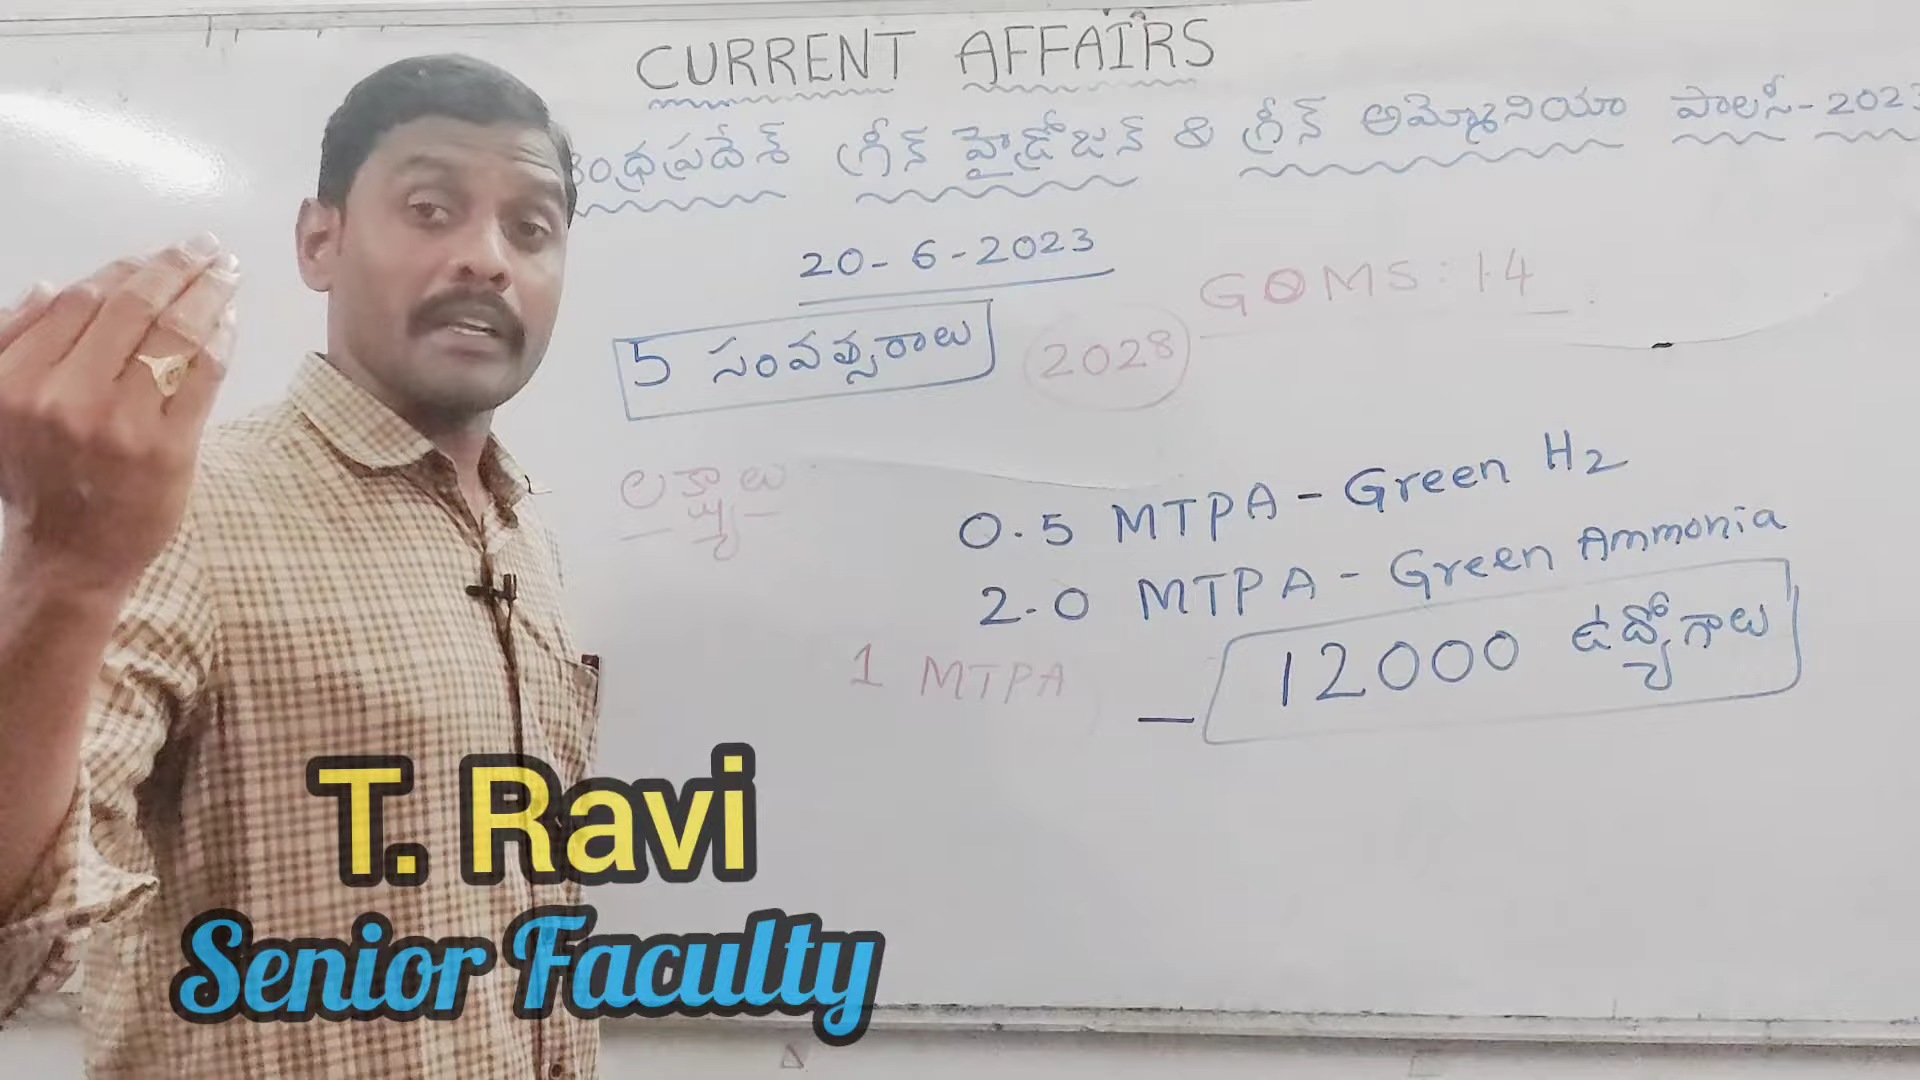 CURRENT AFFAIRS
ఆంధ్రప్రదేశ్ గ్రీన్ హైడ్రోజన్ & గ్రీన్ అమ్మోనియా పాలసీ-2023
20-6-2023
GOMS:14
5 సంవత్సరాలు
2028
లక్ష్యాలు
0.5 MTPA - Green H2
2.0 MTPA - Green Ammonia
1 MTPA - 12000 ఉద్యోగాలు
T. Ravi
Senior Faculty